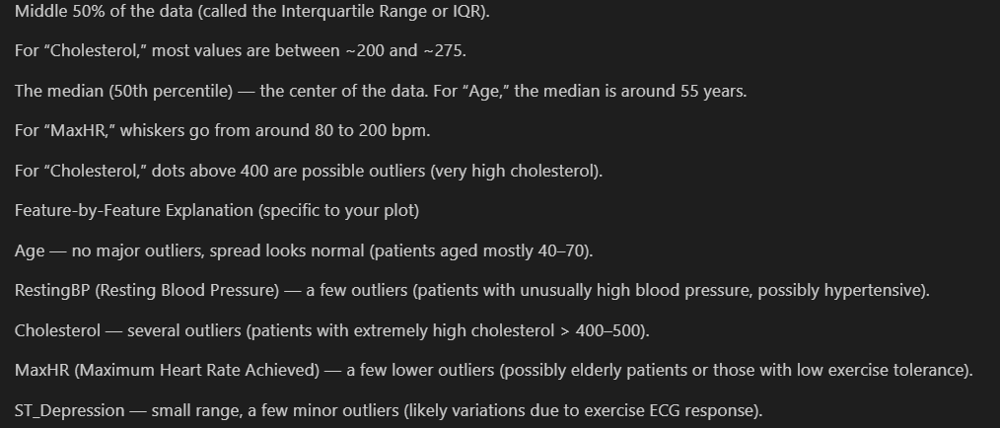 Middle 50% of the data (called the Interquartile Range or IQR).
For “Cholesterol,” most values are between ~200 and ~275.
The median (50th percentile) — the center of the data. For “Age,” the median is around 55 years.
For “MaxHR,” whiskers go from around 80 to 200 bpm.
For “Cholesterol,” dots above 400 are possible outliers (very high cholesterol).
Feature-by-Feature Explanation (specific to your plot)
Age — no major outliers, spread looks normal (patients aged mostly 40–70).
RestingBP (Resting Blood Pressure) — a few outliers (patients with unusually high blood pressure, possibly hypertensive).
Cholesterol — several outliers (patients with extremely high cholesterol > 400–500).
MaxHR (Maximum Heart Rate Achieved) — a few lower outliers (possibly elderly patients or those with low exercise tolerance).
ST_Depression — small range, a few minor outliers (likely variations due to exercise ECG response).